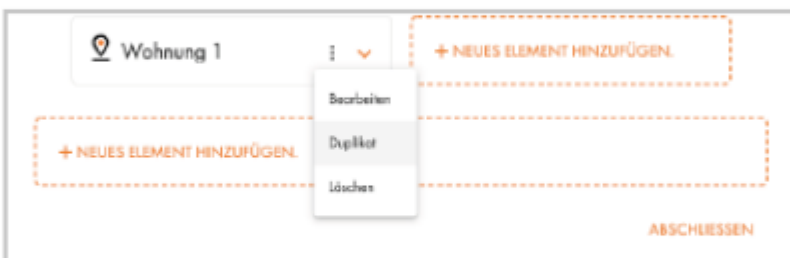 Wohnung 1
+ NEUES ELEMENT HINZUFÜGEN.
Bearbeiten
Duplikat
Löschen
+ NEUES ELEMENT HINZUFÜGEN.
ABSCHLIESSEN